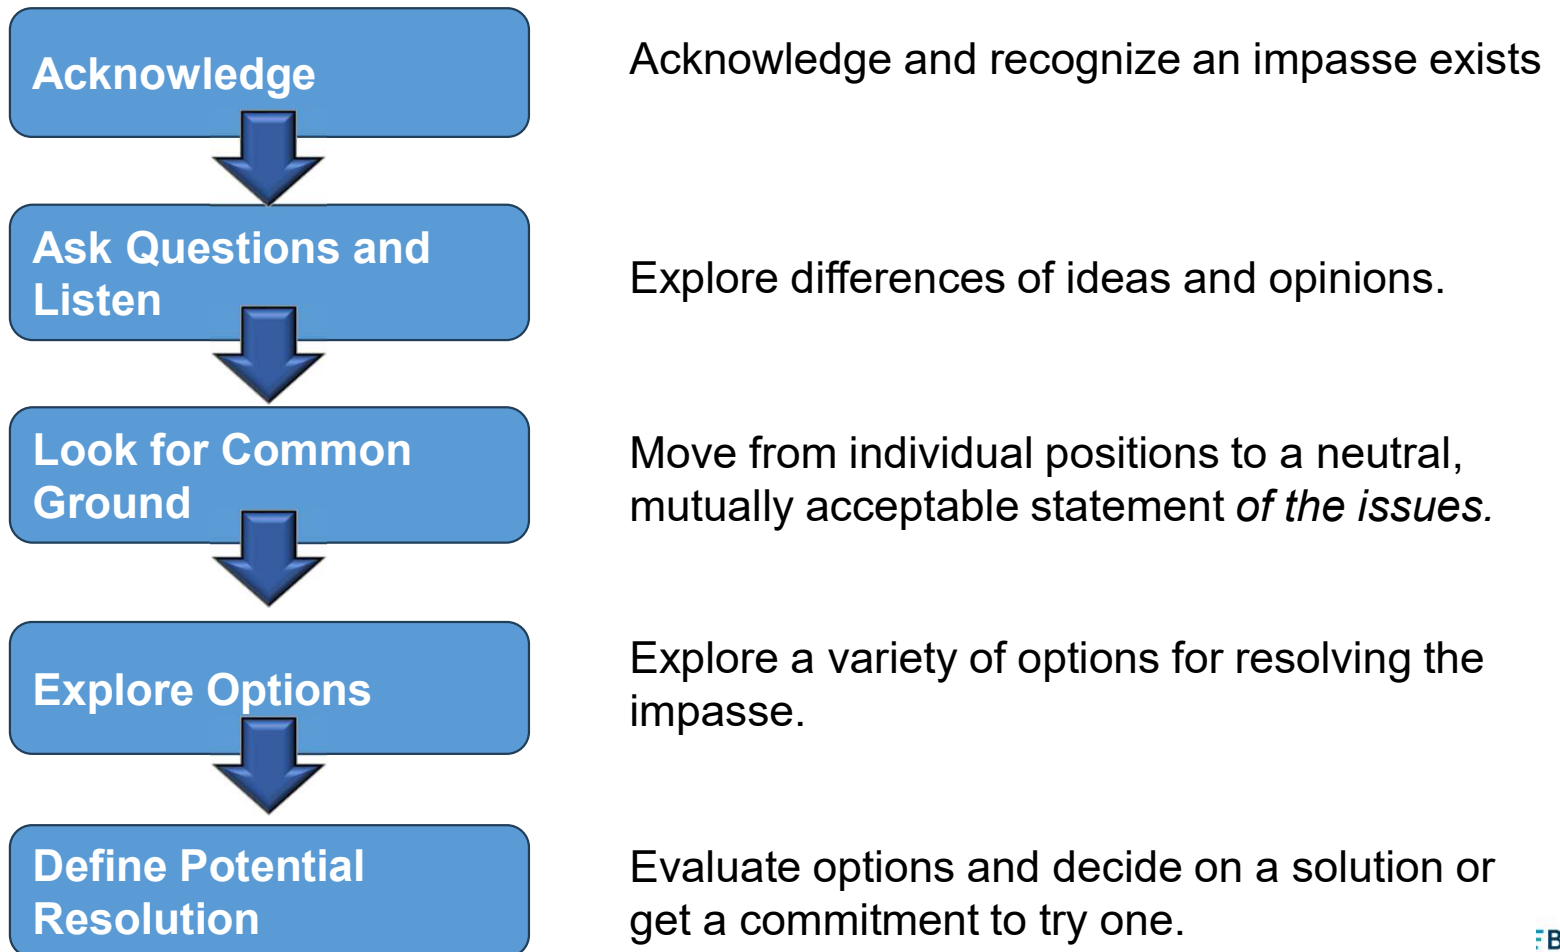 Acknowledge
Acknowledge and recognize an impasse exists
Ask Questions and
Listen
Explore differences of ideas and opinions.
Look for Common
Ground
Move from individual positions to a neutral,
mutually acceptable statement of the issues.
Explore Options
Explore a variety of options for resolving the
impasse.
Define Potential
Resolution
Evaluate options and decide on a solution or
get a commitment to try one.